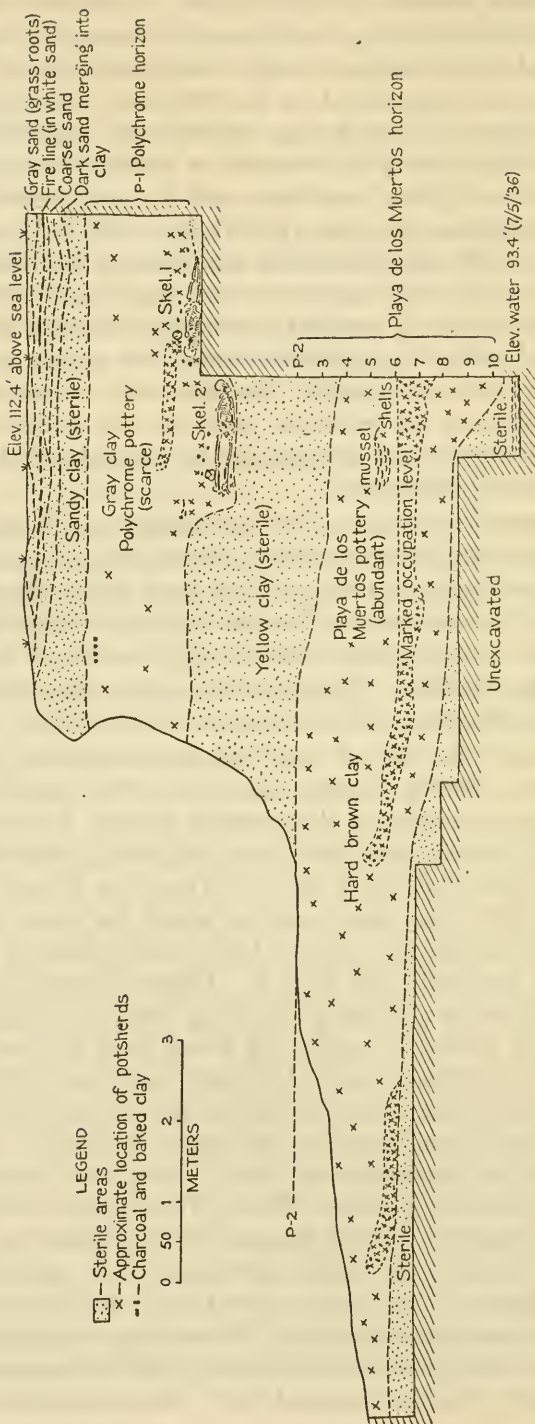 Elev. 112.4' above sea level
Gray sand (grass roots)
Fire line (in white sand)
Coarse sand
Dark sand merging into
clay
Sandy clay (sterile)
P-1 Polychrome horizon
Gray clay
Polychrome pottery
(scarce)
Skel. 1
Skel. 2
Yellow clay (sterile)
Playa de los Muertos horizon
P-2
3
4
5
6
7
8
9
10
Playa de los
Muertos pottery
(abundant)
mussel
shells
Marked occupation level
Hard brown clay
Sterile
Elev. water 93.4' (7/5/'36)
Unexcavated
P-2
Sterile
LEGEND
Sterile areas
x – Approximate location of potsherds
Charcoal and baked clay
0 50 1 2 3
METERS